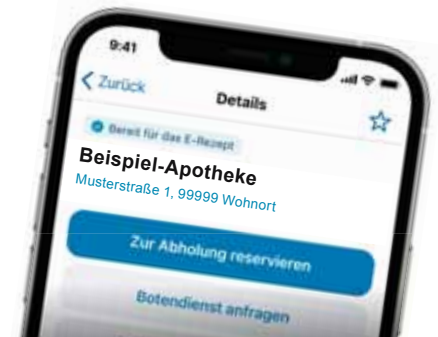 9:41
Zurück
Details
Bereit für das E-Rezept
Beispiel-Apotheke
Musterstraße 1, 99999 Wohnort
Zur Abholung reservieren
Botendienst anfragen